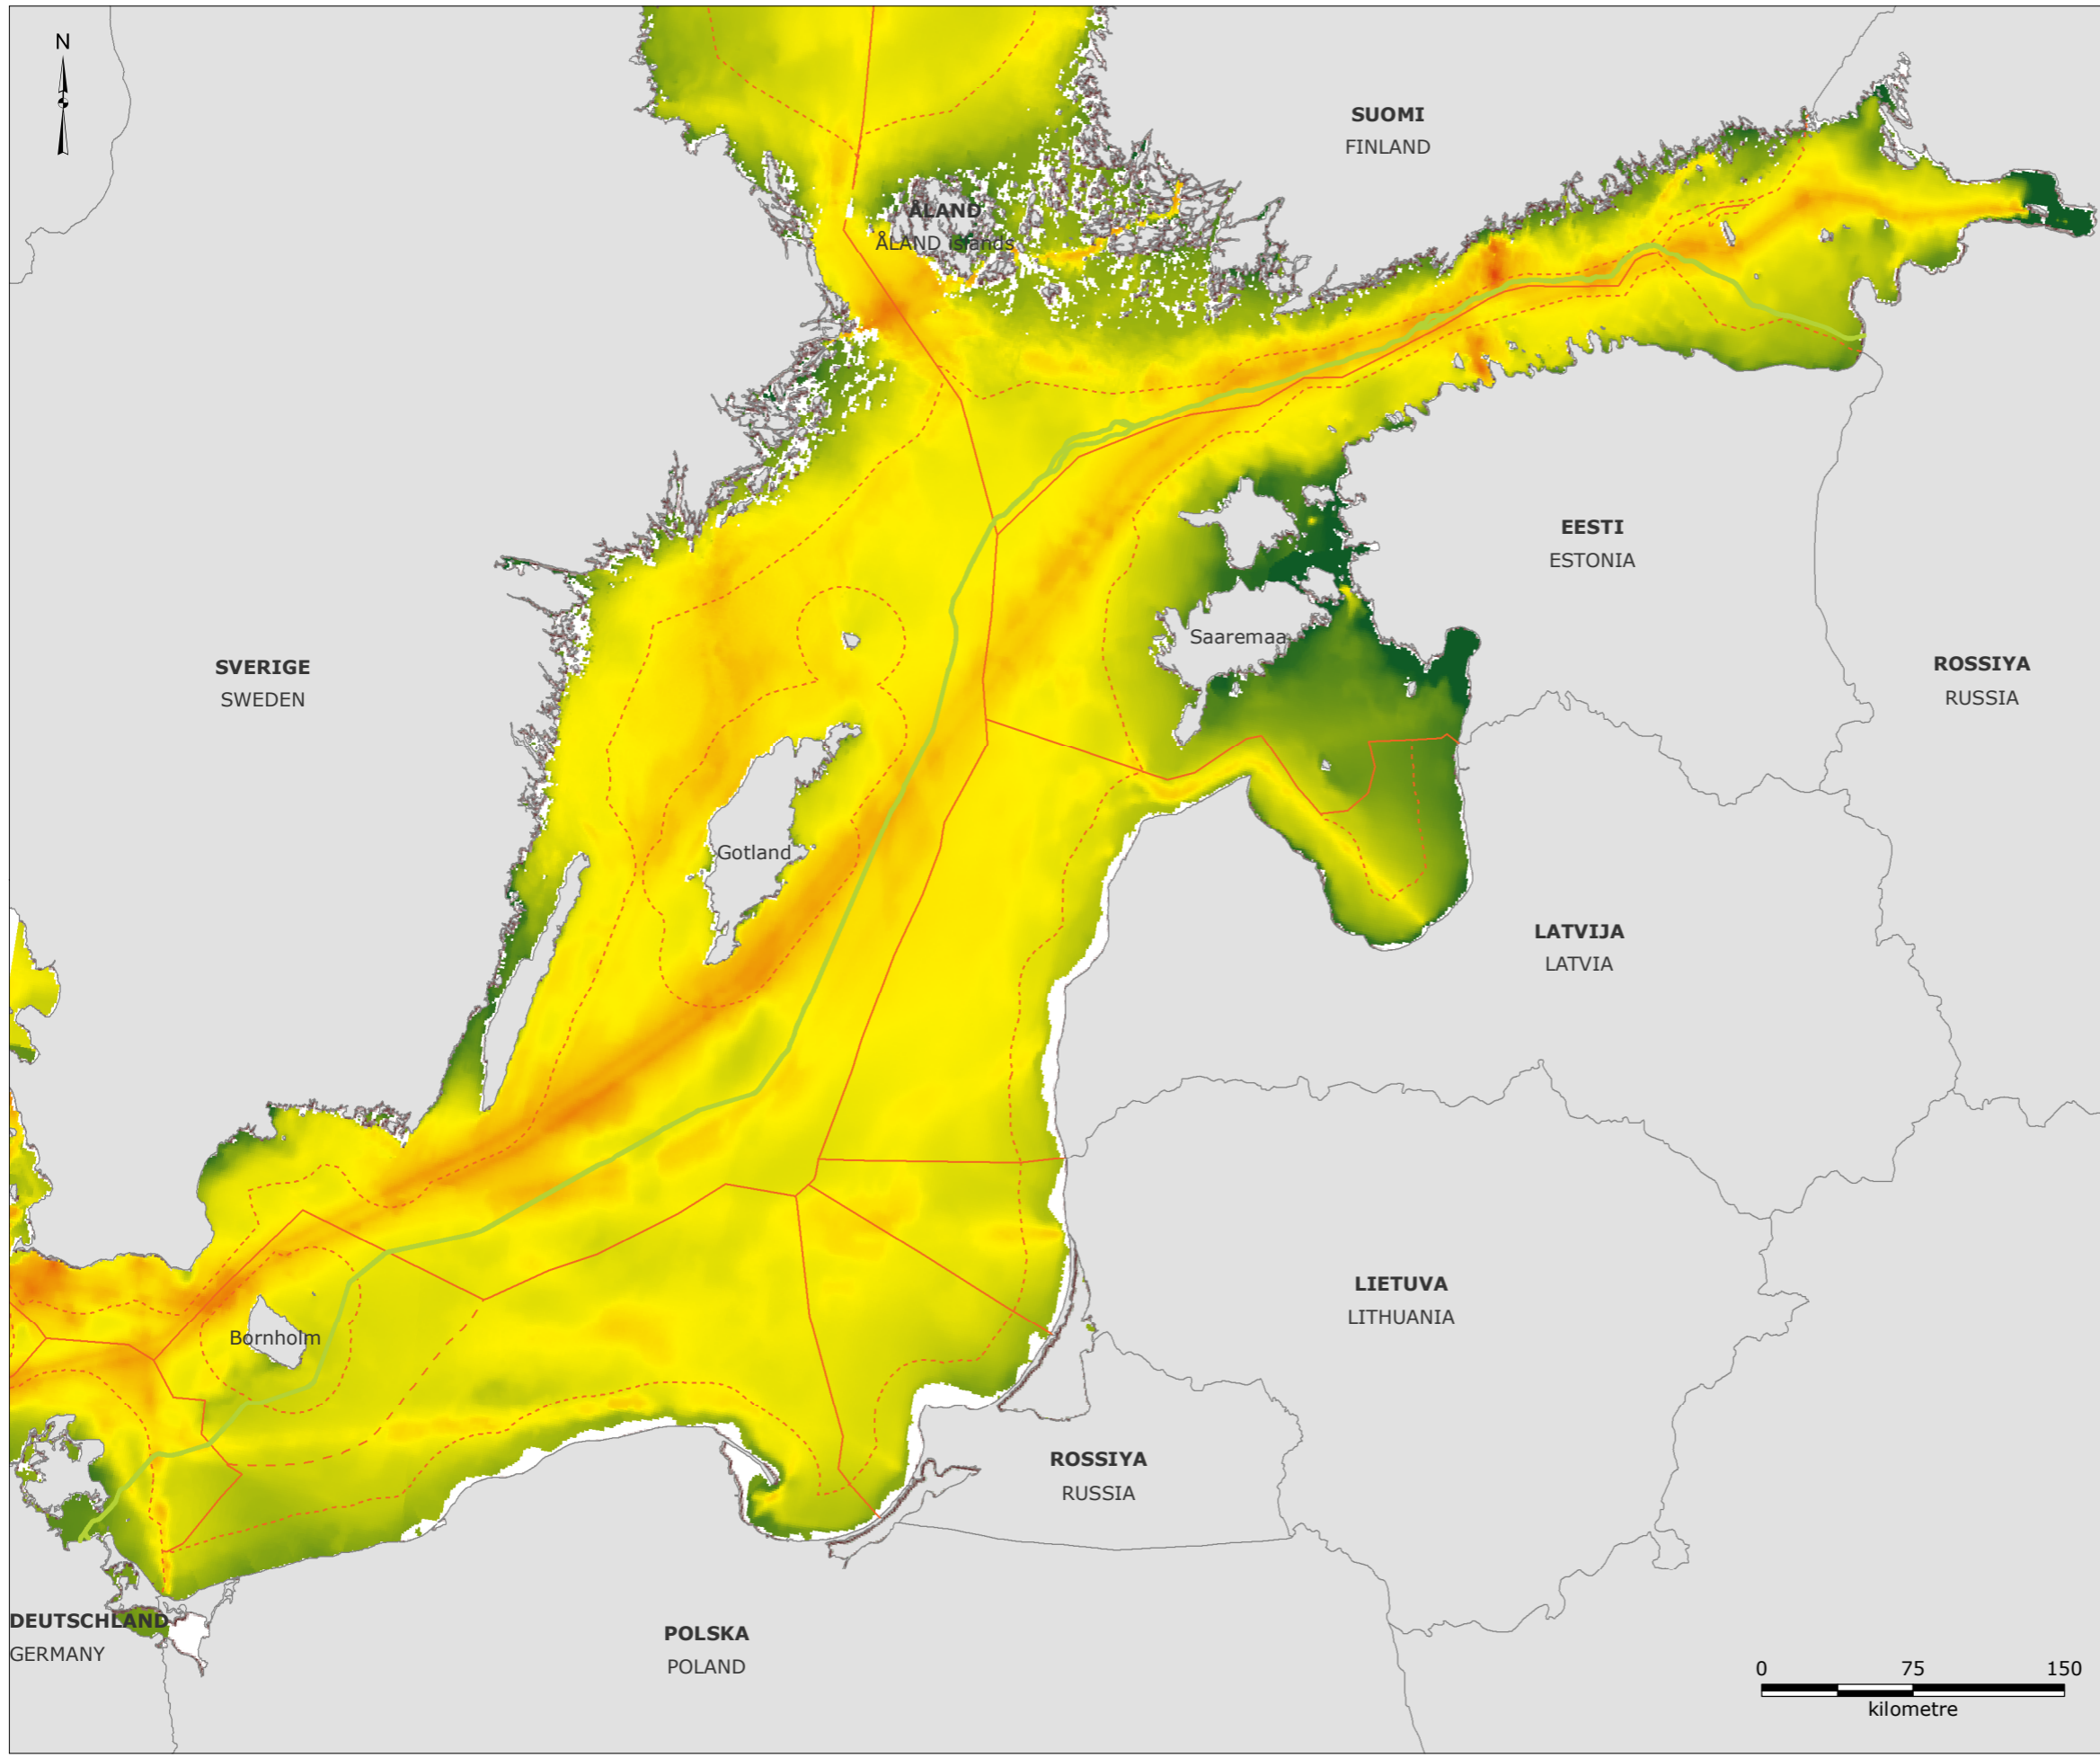 N
SUOMI
FINLAND
ÅLAND
ÅLAND islands
EESTI
ESTONIA
Saaremaa
SVERIGE
SWEDEN
ROSSIYA
RUSSIA
Gotland
LATVIJA
LATVIA
LIETUVA
LITHUANIA
Bornholm
ROSSIYA
RUSSIA
DEUTSCHLAND
GERMANY
POLSKA
POLAND
0 75 150
kilometre